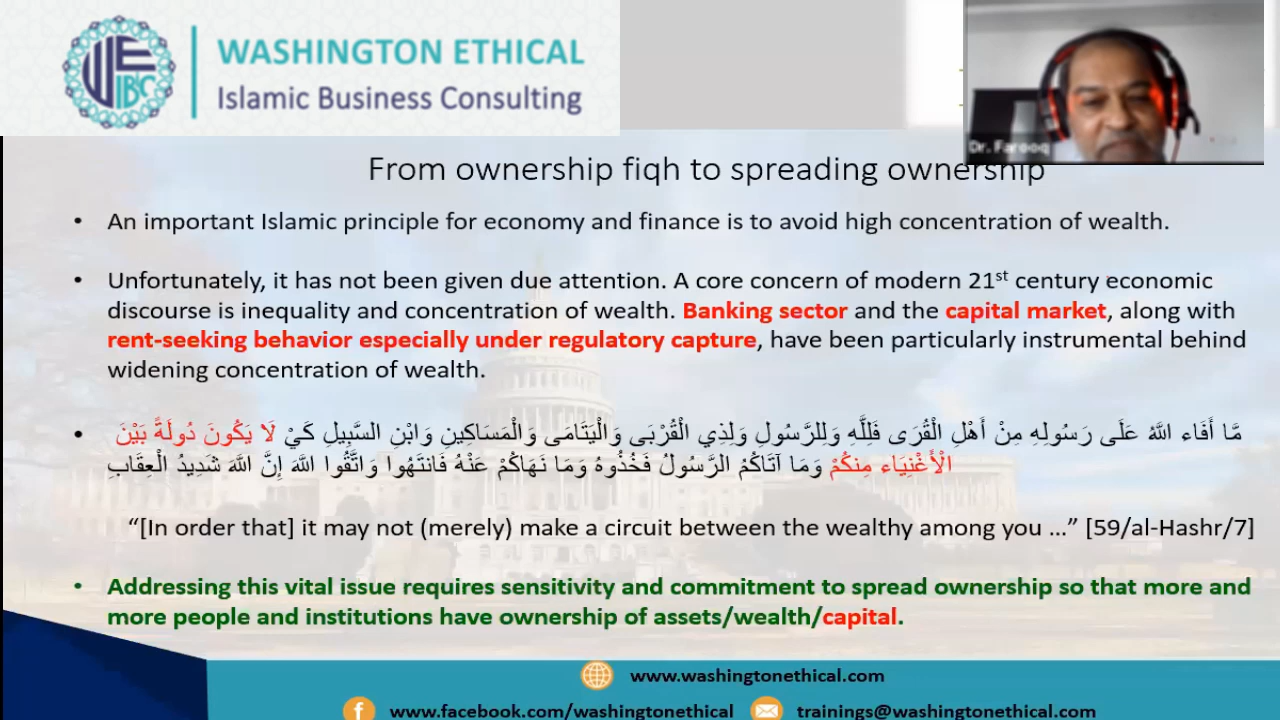 WASHINGTON ETHICAL
Islamic Business Consulting
WE
IBC
Dr. Farooq
From ownership fiqh to spreading ownership
• An important Islamic principle for economy and finance is to avoid high concentration of wealth.
• Unfortunately, it has not been given due attention. A core concern of modern 21st century economic
discourse is inequality and concentration of wealth. Banking sector and the capital market, along with
rent-seeking behavior especially under regulatory capture, have been particularly instrumental behind
widening concentration of wealth.
• مَّا أَفَاء اللَّهُ عَلَى رَسُولِهِ مِنْ أَهْلِ الْقُرَى فَلِلَّهِ وَلِلرَّسُولِ وَلِذِي الْقُرْبَى وَالْيَتَامَى وَالْمَسَاكِينِ وَابْنِ السَّبِيلِ كَيْ لَا يَكُونَ دُولَةً بَيْنَ
الْأَغْنِيَاء مِنكُمْ وَمَا آتَاكُمُ الرَّسُولُ فَخُذُوهُ وَمَا نَهَاكُمْ عَنْهُ فَانتَهُوا وَاتَّقُوا اللَّهَ إِنَّ اللَّهَ شَدِيدُ الْعِقَابِ
“[In order that] it may not (merely) make a circuit between the wealthy among you ...” [59/al-Hashr/7]
• Addressing this vital issue requires sensitivity and commitment to spread ownership so that more and
more people and institutions have ownership of assets/wealth/capital.
www.washingtonethical.com
www.facebook.com/washingtonethical
trainings@washingtonethical.com